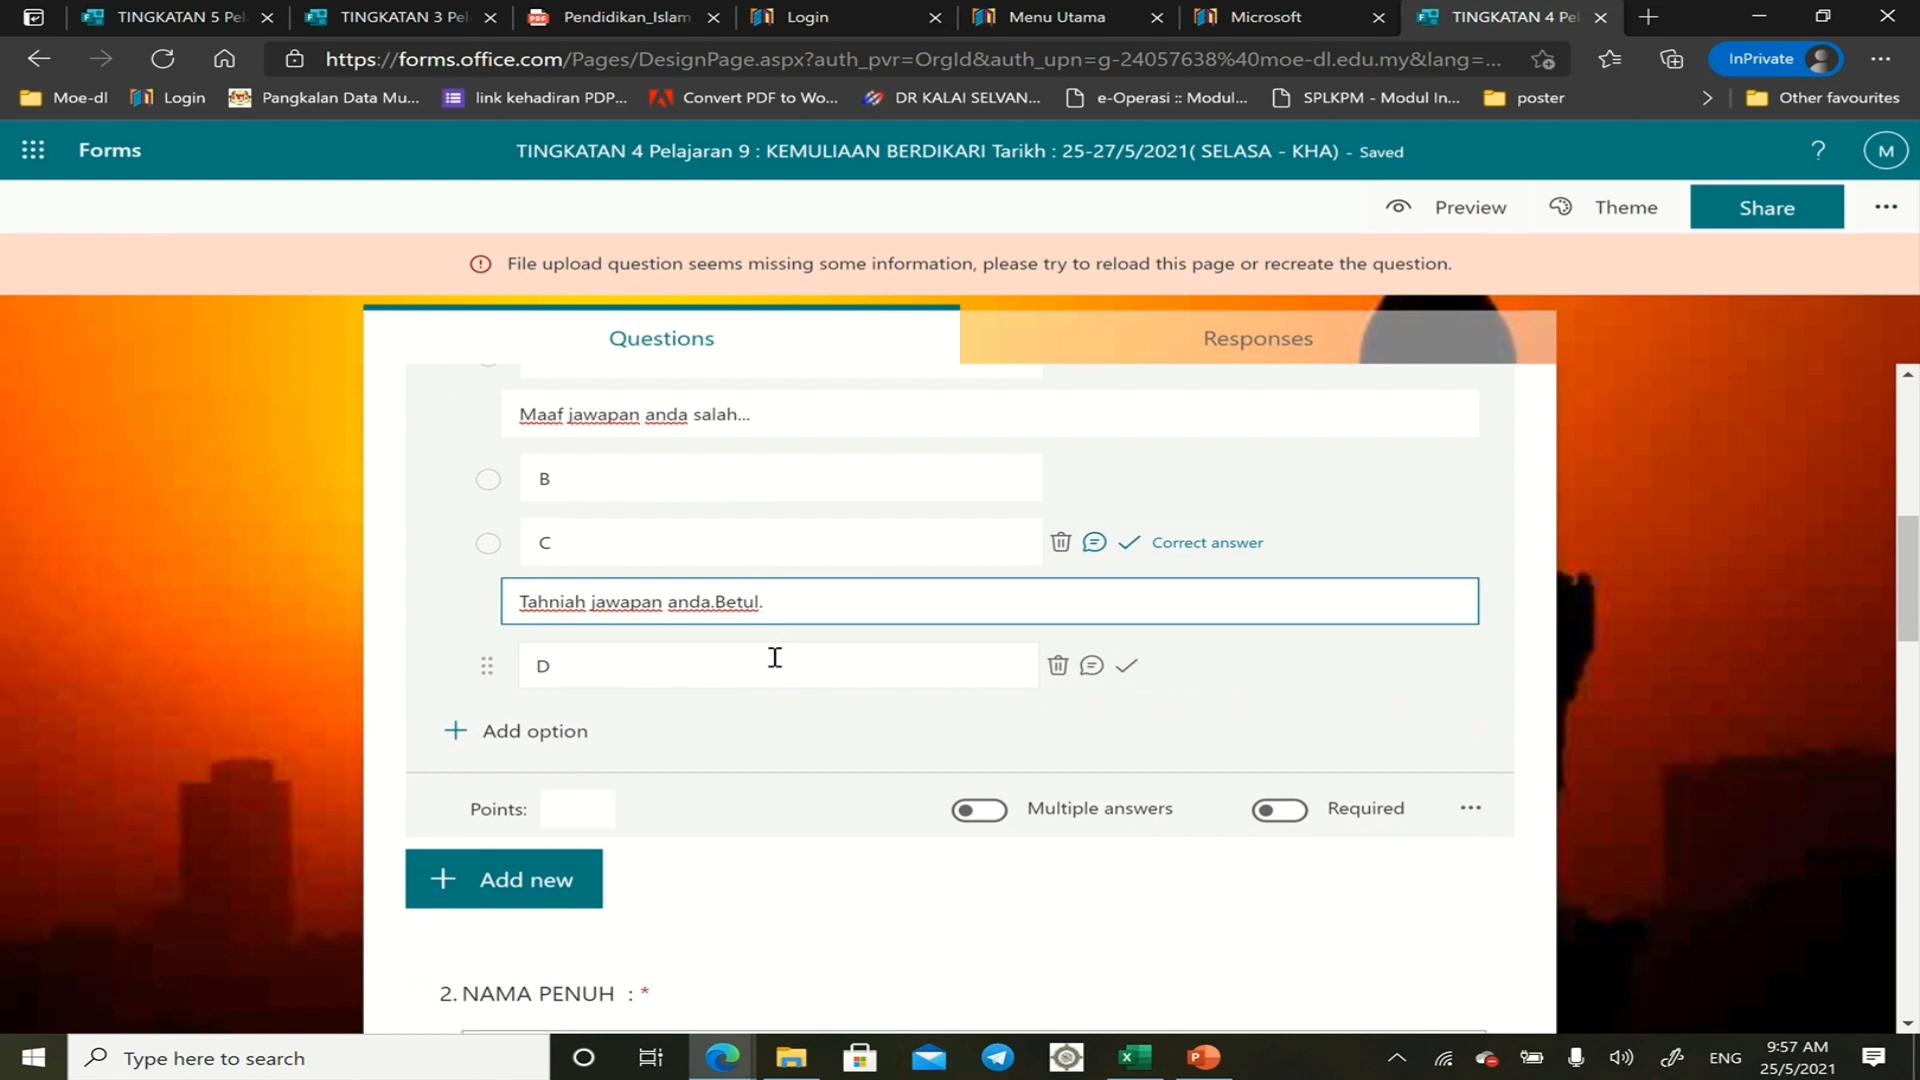 TINGKATAN 5 Pel
TINGKATAN 3 Pel
Pendidikan_Islam
Login
Menu Utama
Microsoft
TINGKATAN 4 Pe
https://forms.office.com/Pages/DesignPage.aspx?auth_pvr=OrgId&auth_upn=g-24057638%40moe-dl.edu.my&lang=...
InPrivate
Moe-dl
Login
Pangkalan Data Mu...
link kehadiran PDP...
Convert PDF to Wo...
DR KALAI SELVAN...
e-Operasi :: Modul...
SPLKPM - Modul In...
poster
Other favourites
Forms
TINGKATAN 4 Pelajaran 9 : KEMULIAAN BERDIKARI Tarikh : 25-27/5/2021( SELASA - KHA) - Saved
?
M
Preview
Theme
Share
File upload question seems missing some information, please try to reload this page or recreate the question.
Questions
Responses
Maaf jawapan anda salah...
B
C
Correct answer
Tahniah jawapan anda.Betul.
D
Add option
Points:
Multiple answers
Required
Add new
2. NAMA PENUH : *
Type here to search
ENG
9:57 AM
25/5/2021